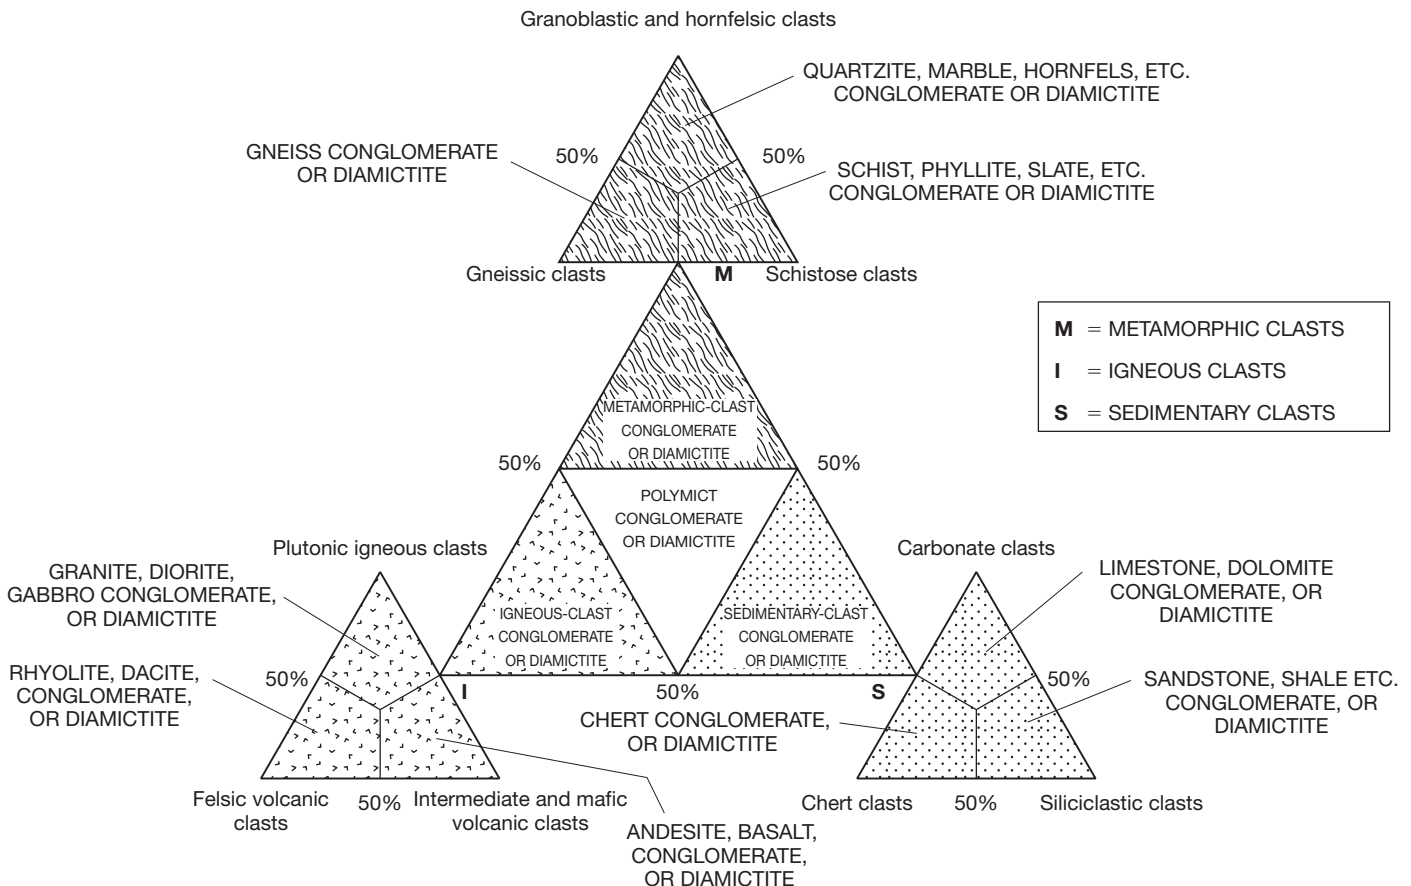 Granoblastic and hornfelsic clasts
QUARTZITE, MARBLE, HORNFELS, ETC.
CONGLOMERATE OR DIAMICTITE
GNEISS CONGLOMERATE
OR DIAMICTITE
50%
50%
SCHIST, PHYLLITE, SLATE, ETC.
CONGLOMERATE OR DIAMICTITE
Gneissic clasts
M
Schistose clasts
M = METAMORPHIC CLASTS
I = IGNEOUS CLASTS
S = SEDIMENTARY CLASTS
METAMORPHIC-CLAST
CONGLOMERATE
OR DIAMICTITE
50%
50%
POLYMICT
CONGLOMERATE
OR DIAMICTITE
IGNEOUS-CLAST
CONGLOMERATE
OR DIAMICTITE
SEDIMENTARY-CLAST
CONGLOMERATE
OR DIAMICTITE
I
50%
S
Plutonic igneous clasts
GRANITE, DIORITE,
GABBRO CONGLOMERATE,
OR DIAMICTITE
RHYOLITE, DACITE,
CONGLOMERATE,
OR DIAMICTITE
50%
Felsic volcanic
clasts
50%
Intermediate and mafic
volcanic clasts
ANDESITE, BASALT,
CONGLOMERATE,
OR DIAMICTITE
Carbonate clasts
LIMESTONE, DOLOMITE
CONGLOMERATE, OR
DIAMICTITE
50%
SANDSTONE, SHALE ETC.
CONGLOMERATE, OR
DIAMICTITE
CHERT CONGLOMERATE,
OR DIAMICTITE
Chert clasts
50%
Siliciclastic clasts